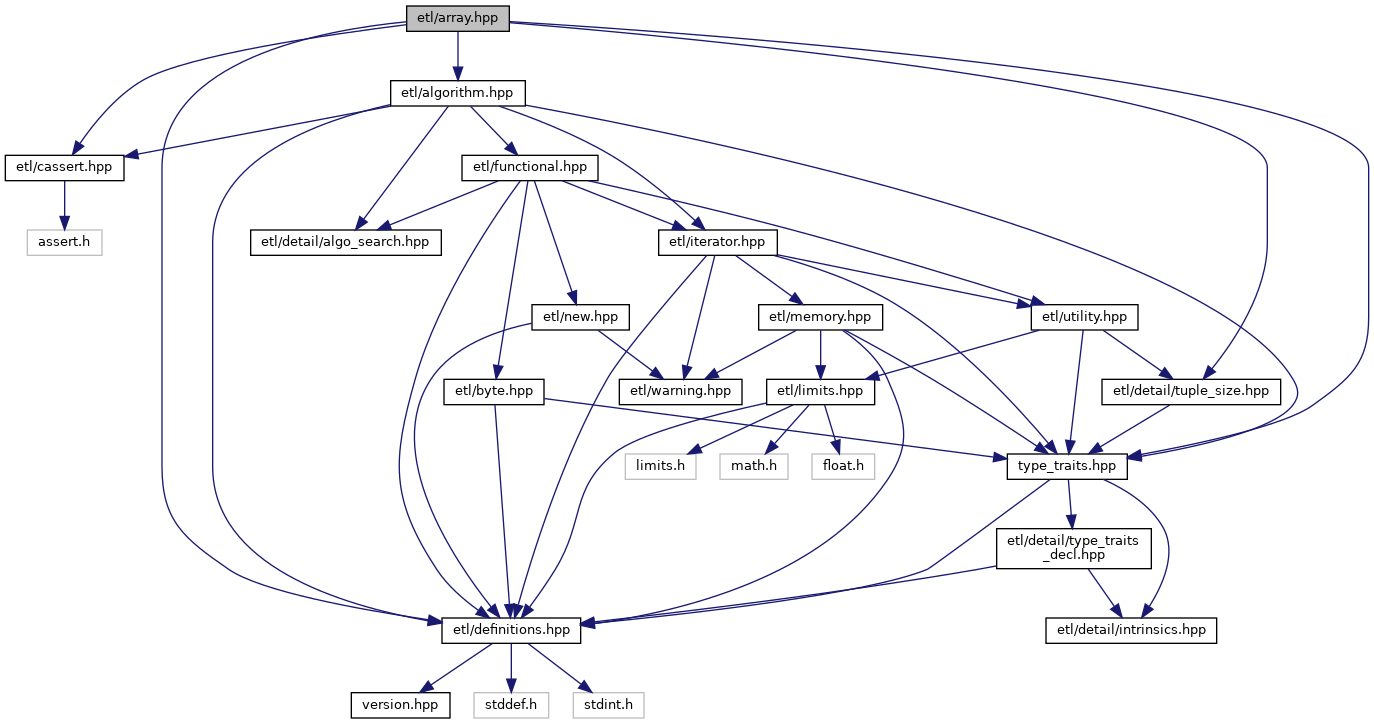 etl/array.hpp
etl/algorithm.hpp
etl/cassert.hpp
etl/functional.hpp
assert.h
etl/detail/algo_search.hpp
etl/iterator.hpp
etl/new.hpp
etl/memory.hpp
etl/utility.hpp
etl/byte.hpp
etl/warning.hpp
etl/limits.hpp
etl/detail/tuple_size.hpp
limits.h
math.h
float.h
type_traits.hpp
etl/detail/type_traits
_decl.hpp
etl/definitions.hpp
etl/detail/intrinsics.hpp
version.hpp
stddef.h
stdint.h